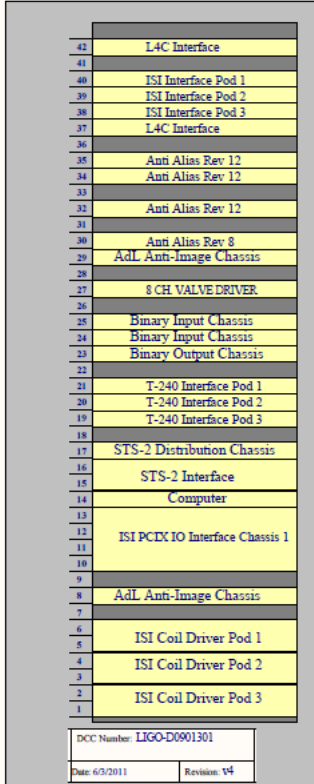 42 L4C Interface
41
40 ISI Interface Pod 1
39 ISI Interface Pod 2
38 ISI Interface Pod 3
37 L4C Interface
36
35 Anti Alias Rev 12
34 Anti Alias Rev 12
33
32 Anti Alias Rev 12
31
30 Anti Alias Rev 8
29 AdL Anti-Image Chassis
28
27 8 CH. VALVE DRIVER
26
25 Binary Input Chassis
24 Binary Input Chassis
23 Binary Output Chassis
22
21 T-240 Interface Pod 1
20 T-240 Interface Pod 2
19 T-240 Interface Pod 3
18
17 STS-2 Distribution Chassis
16
STS-2 Interface
15
14 Computer
13
12 ISI PCIX IO Interface Chassis 1
11
10
9
8 AdL Anti-Image Chassis
7
6
ISI Coil Driver Pod 1
5
4
ISI Coil Driver Pod 2
3
2
ISI Coil Driver Pod 3
1
DCC Number: LIGO-D0901301
Date: 6/3/2011 Revision: V4